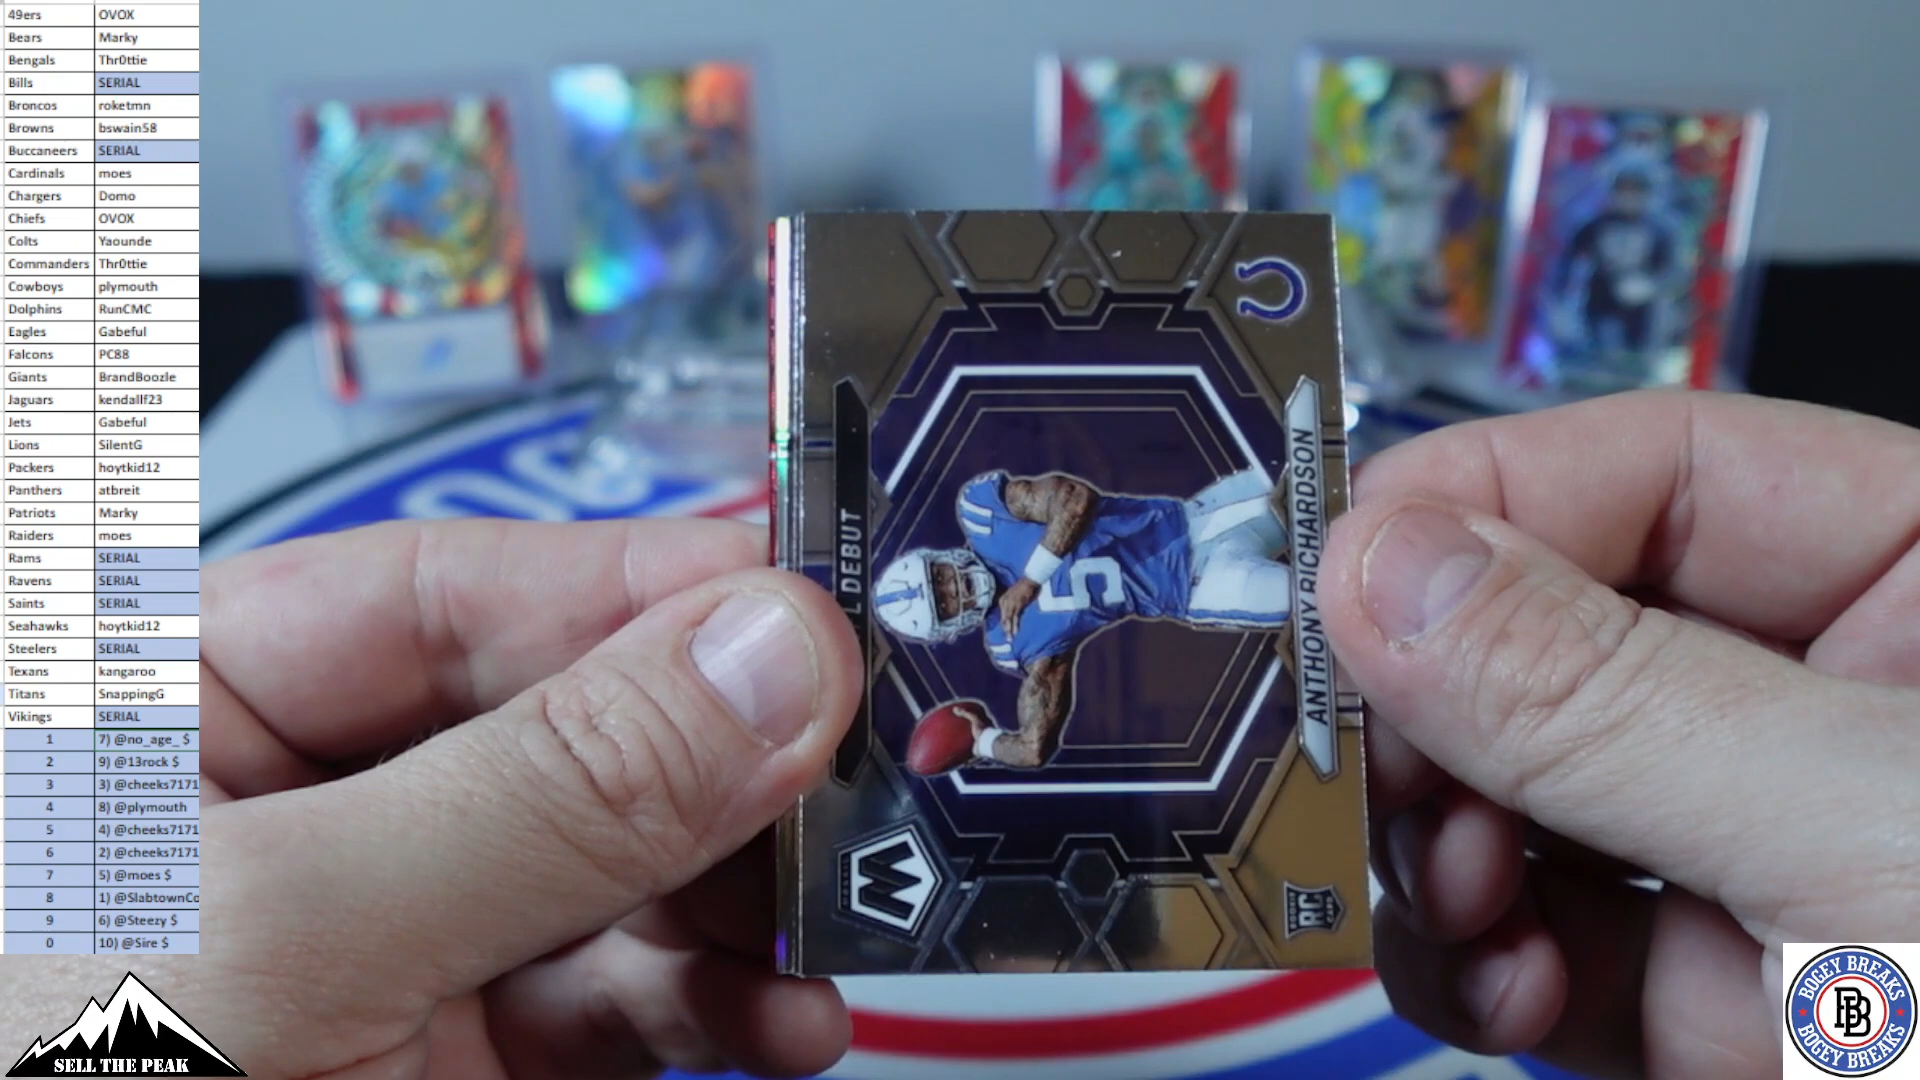 49ers OVOX
Bears Marky
Bengals Thr0ttie
Bills SERIAL
Broncos roketmn
Browns bswain58
Buccaneers SERIAL
Cardinals moes
Chargers Domo
Chiefs OVOX
Colts Yaounde
Commanders Thr0ttie
Cowboys plymouth
Dolphins RunCMC
Eagles Gabeful
Falcons PC88
Giants BrandBoozle
Jaguars kendallf23
Jets Gabeful
Lions SilentG
Packers hoytkid12
Panthers atbreit
Patriots Marky
Raiders moes
Rams SERIAL
Ravens SERIAL
Saints SERIAL
Seahawks hoytkid12
Steelers SERIAL
Texans kangaroo
Titans SnappingG
Vikings SERIAL
1 7) @no_age_ $
2 9) @13rock $
3 3) @cheeks7171
4 8) @plymouth
5 4) @cheeks7171
6 2) @cheeks7171
7 5) @moes $
8 1) @SlabtownCo
9 6) @Steezy $
0 10) @Sire $
SELL THE PEAK
L DEBUT
5
ANTHONY RICHARDSON
MOSAIC
ROOKIE
RC
CARD
BOGEY BREAKS
BB
BOGEY BREAKS